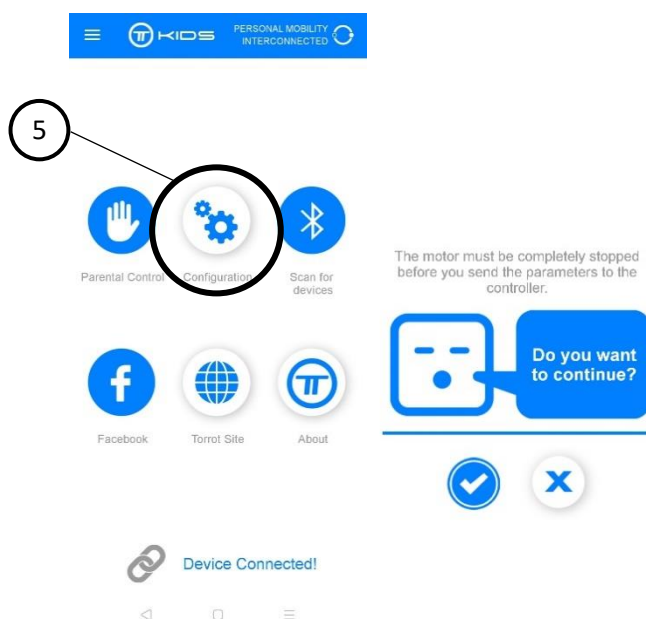 KIDS
PERSONAL MOBILITY
INTERCONNECTED
5
Parental Control
Configuration
Scan for
devices
Facebook
Torrot Site
About
Device Connected!
The motor must be completely stopped
before you send the parameters to the
controller.
Do you want
to continue?